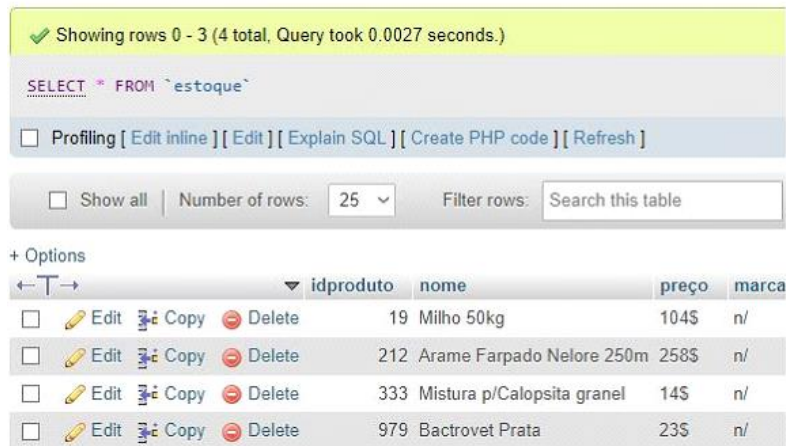 Showing rows 0 - 3 (4 total, Query took 0.0027 seconds.)
SELECT * FROM `estoque`
Profiling [ Edit inline ] [ Edit ] [ Explain SQL ] [ Create PHP code ] [ Refresh ]
Show all | Number of rows: 25 Filter rows: Search this table
+ Options
←T→ idproduto nome preço marca
Edit Copy Delete 19 Milho 50kg 104$ n/
Edit Copy Delete 212 Arame Farpado Nelore 250m 258$ n/
Edit Copy Delete 333 Mistura p/Calopsita granel 14$ n/
Edit Copy Delete 979 Bactrovet Prata 23$ n/